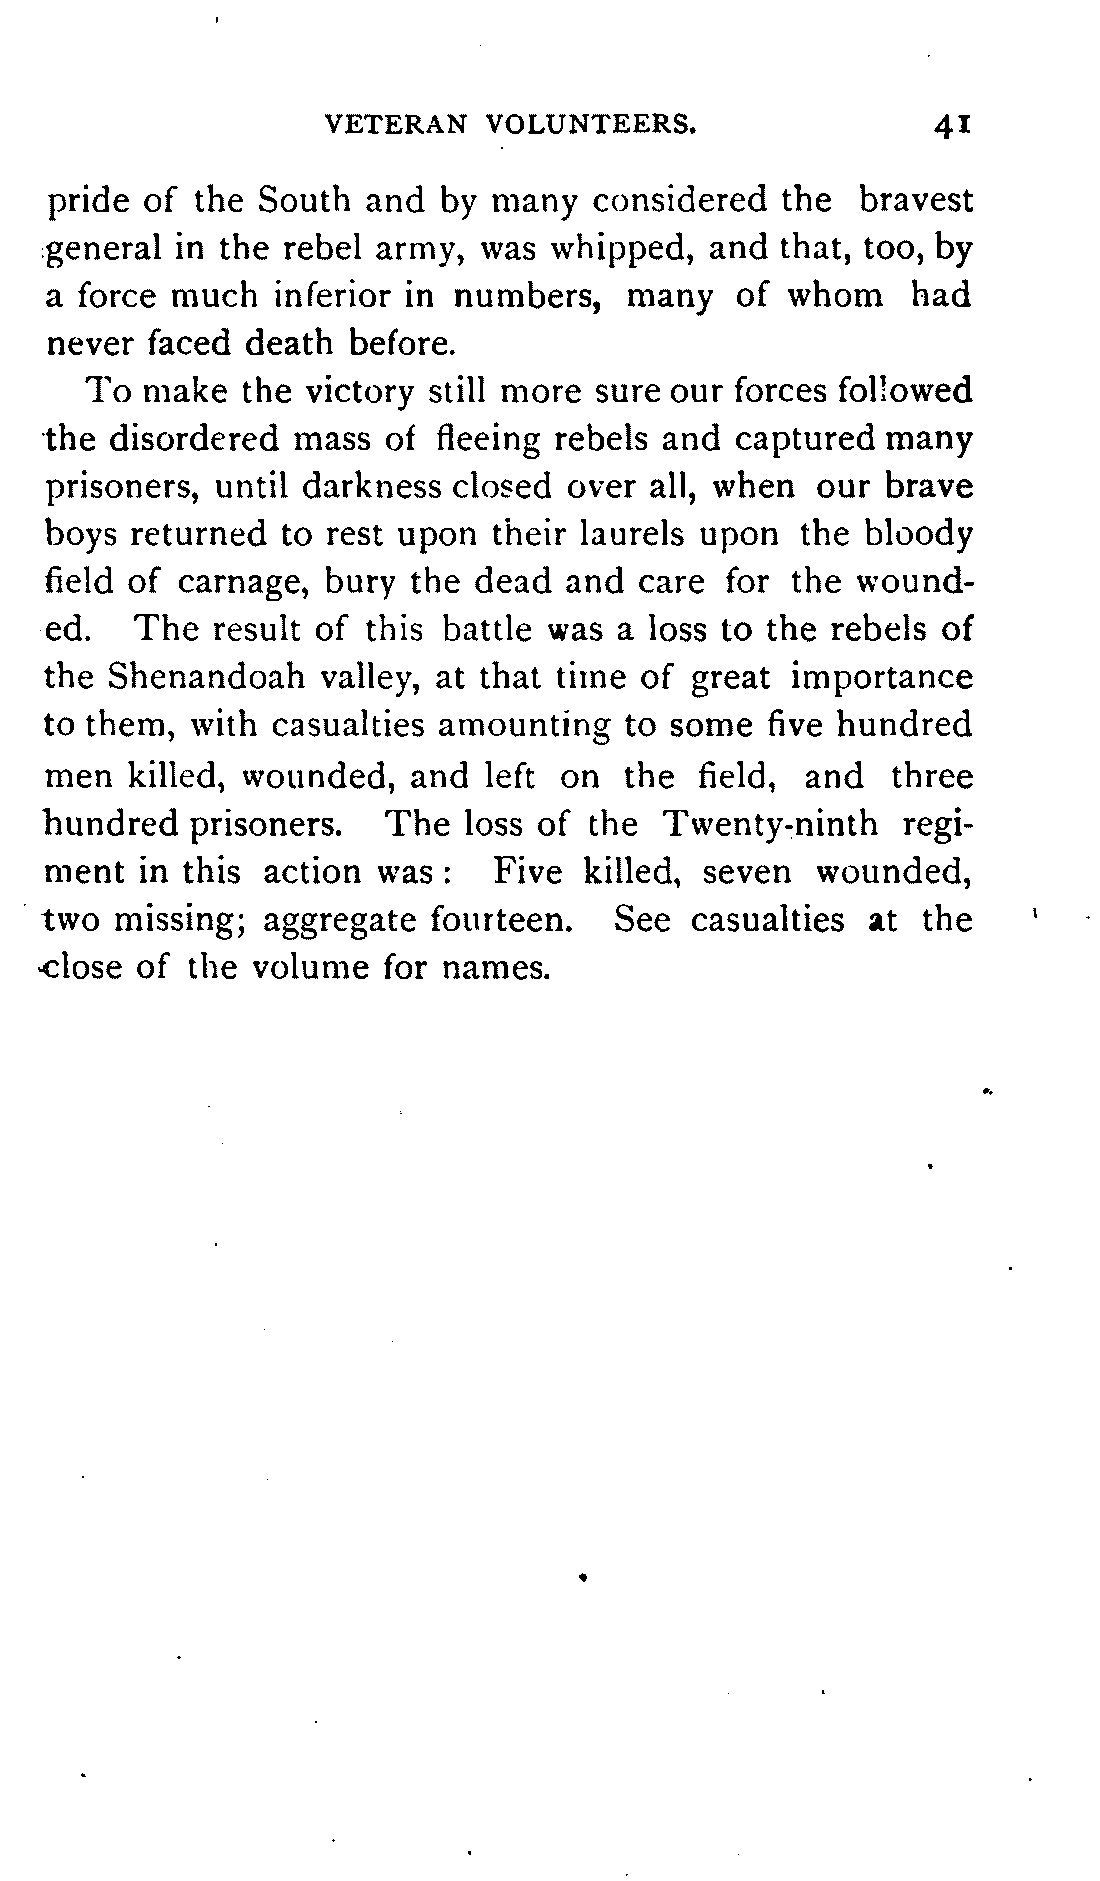 VETERAN VOLUNTEERS. 41
pride of the South and by many considered the bravest
general in the rebel army, was whipped, and that, too, by
a force much inferior in numbers, many of whom had
never faced death before.
To make the victory still more sure our forces followed
the disordered mass of fleeing rebels and captured many
prisoners, until darkness closed over all, when our brave
boys returned to rest upon their laurels upon the bloody
field of carnage, bury the dead and care for the wound-
ed. The result of this battle was a loss to the rebels of
the Shenandoah valley, at that time of great importance
to them, with casualties amounting to some five hundred
men killed, wounded, and left on the field, and three
hundred prisoners. The loss of the Twenty-ninth regi-
ment in this action was : Five killed, seven wounded,
two missing; aggregate fourteen. See casualties at the
close of the volume for names.